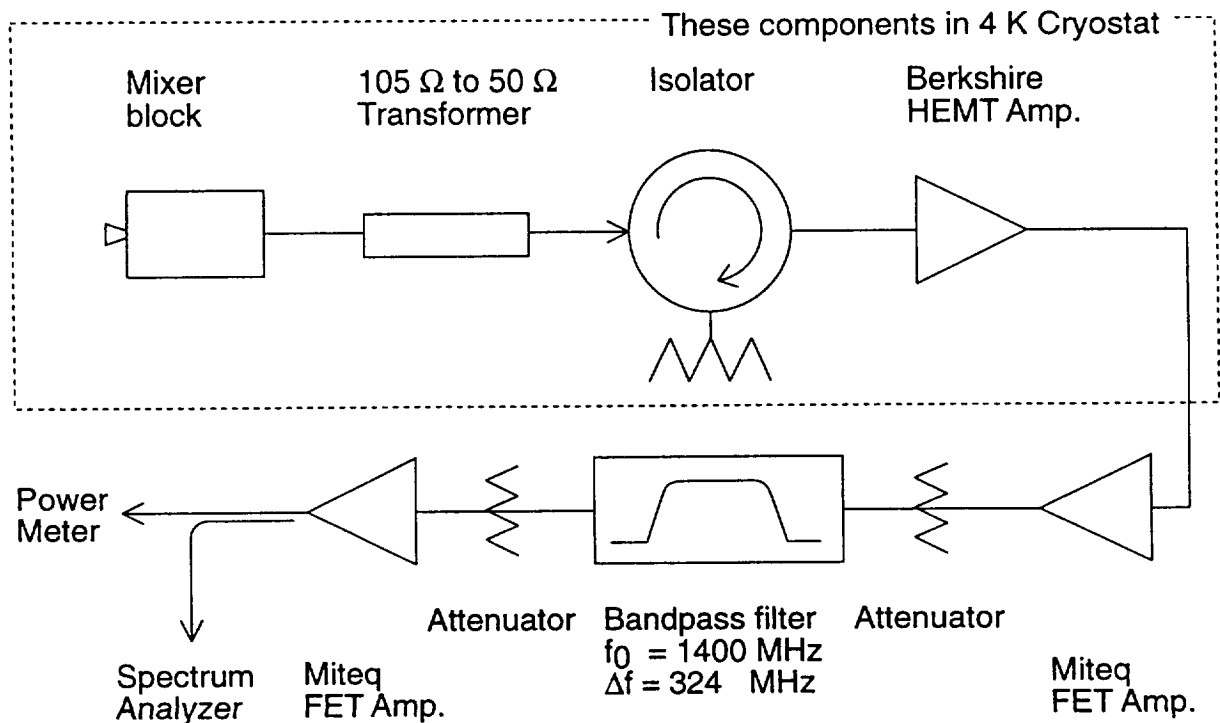 These components in 4 K Cryostat
Mixer
block
105 Ω to 50 Ω
Transformer
Isolator
Berkshire
HEMT Amp.
Power
Meter
Attenuator
Bandpass filter
f0 = 1400 MHz
Δf = 324 MHz
Attenuator
Spectrum
Analyzer
Miteq
FET Amp.
Miteq
FET Amp.